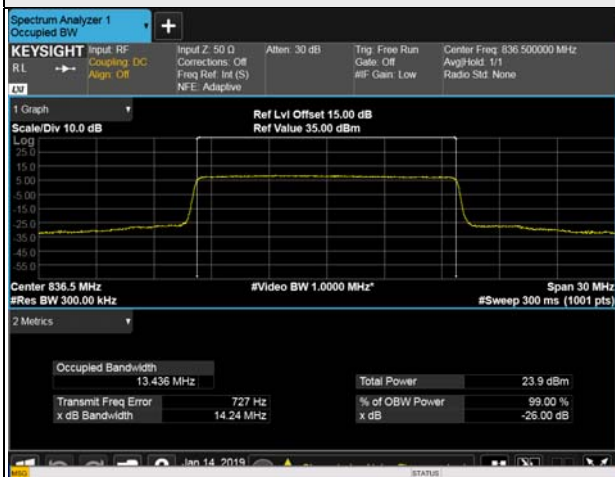 Spectrum Analyzer 1
Occupied BW
KEYSIGHT
RL
LXI
Input: RF
Coupling: DC
Align: Off
Input Z: 50 Ω
Corrections: Off
Freq Ref: Int (S)
NFE: Adaptive
Atten: 30 dB
Trig: Free Run
Gate: Off
#IF Gain: Low
Center Freq: 836.500000 MHz
Avg|Hold: 1/1
Radio Std: None
1 Graph
Scale/Div 10.0 dB
Ref Lvl Offset 15.00 dB
Ref Value 35.00 dBm
Log
25.0
15.0
5.00
-5.00
-15.0
-25.0
-35.0
-45.0
-55.0
Center 836.5 MHz
#Res BW 300.00 kHz
#Video BW 1.0000 MHz*
Span 30 MHz
#Sweep 300 ms (1001 pts)
2 Metrics
Occupied Bandwidth
13.436 MHz
Transmit Freq Error 727 Hz
x dB Bandwidth 14.24 MHz
Total Power 23.9 dBm
% of OBW Power 99.00 %
x dB -26.00 dB
Jan 14, 2019
MSG
STATUS